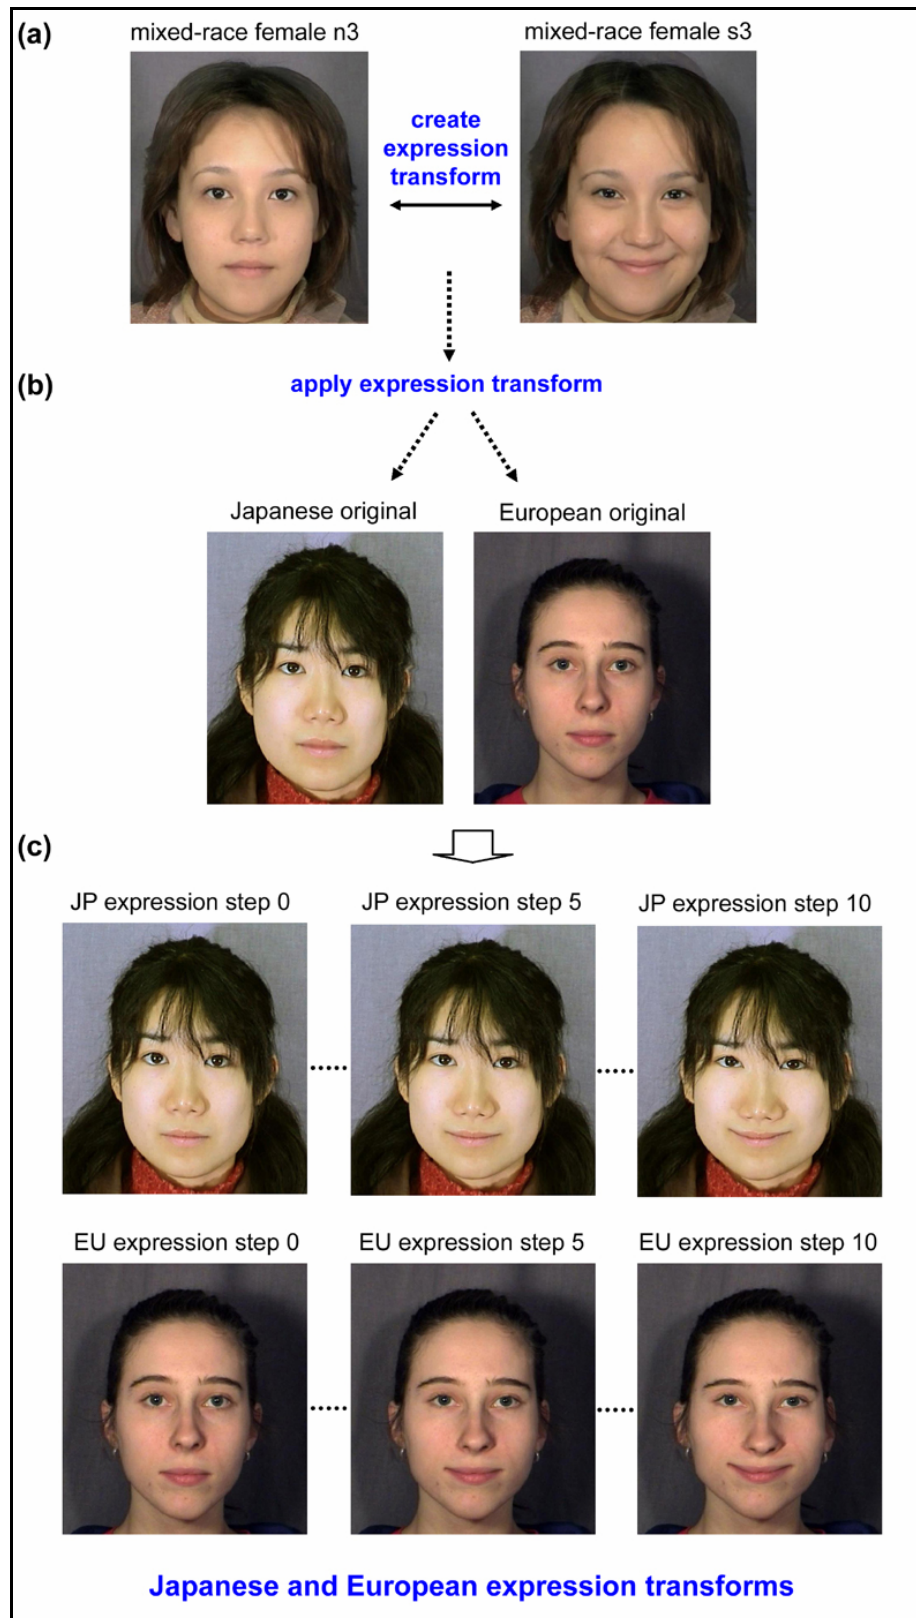 (a)
mixed-race female n3
mixed-race female s3
create
expression
transform
(b)
apply expression transform
Japanese original
European original
(c)
JP expression step 0
JP expression step 5
JP expression step 10
EU expression step 0
EU expression step 5
EU expression step 10
Japanese and European expression transforms